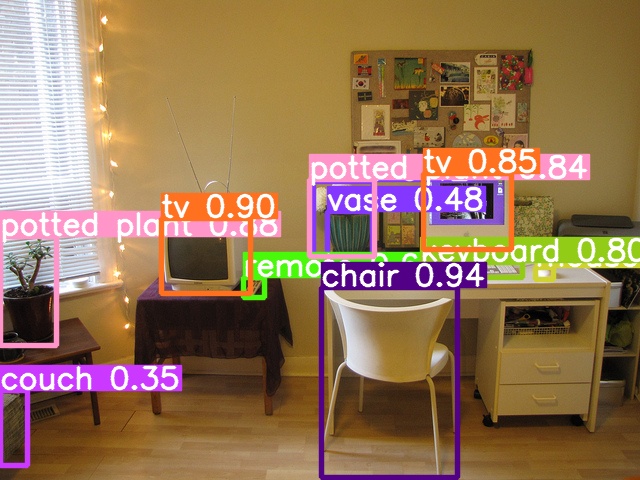 potted plant 0.84
tv 0.85
vase 0.48
tv 0.90
potted plant 0.88
keyboard 0.80
chair 0.94
couch 0.35